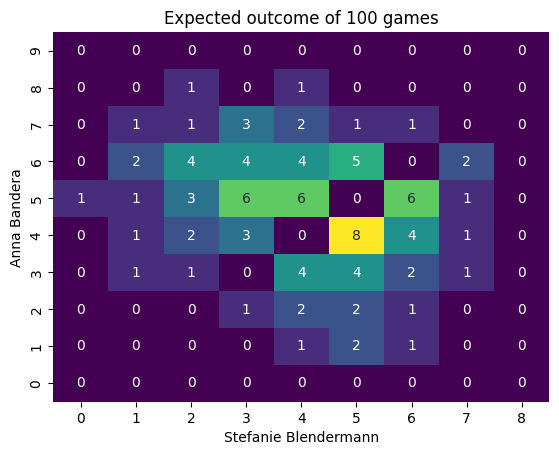 Expected outcome of 100 games
Anna Bandera
9 0 0 0 0 0 0 0 0 0
8 0 0 1 0 1 0 0 0 0
7 0 1 1 3 2 1 1 0 0
6 0 2 4 4 4 5 0 2 0
5 1 1 3 6 6 0 6 1 0
4 0 1 2 3 0 8 4 1 0
3 0 1 1 0 4 4 2 1 0
2 0 0 0 1 2 2 1 0 0
1 0 0 0 0 1 2 1 0 0
0 0 0 0 0 0 0 0 0 0
0 1 2 3 4 5 6 7 8
Stefanie Blendermann